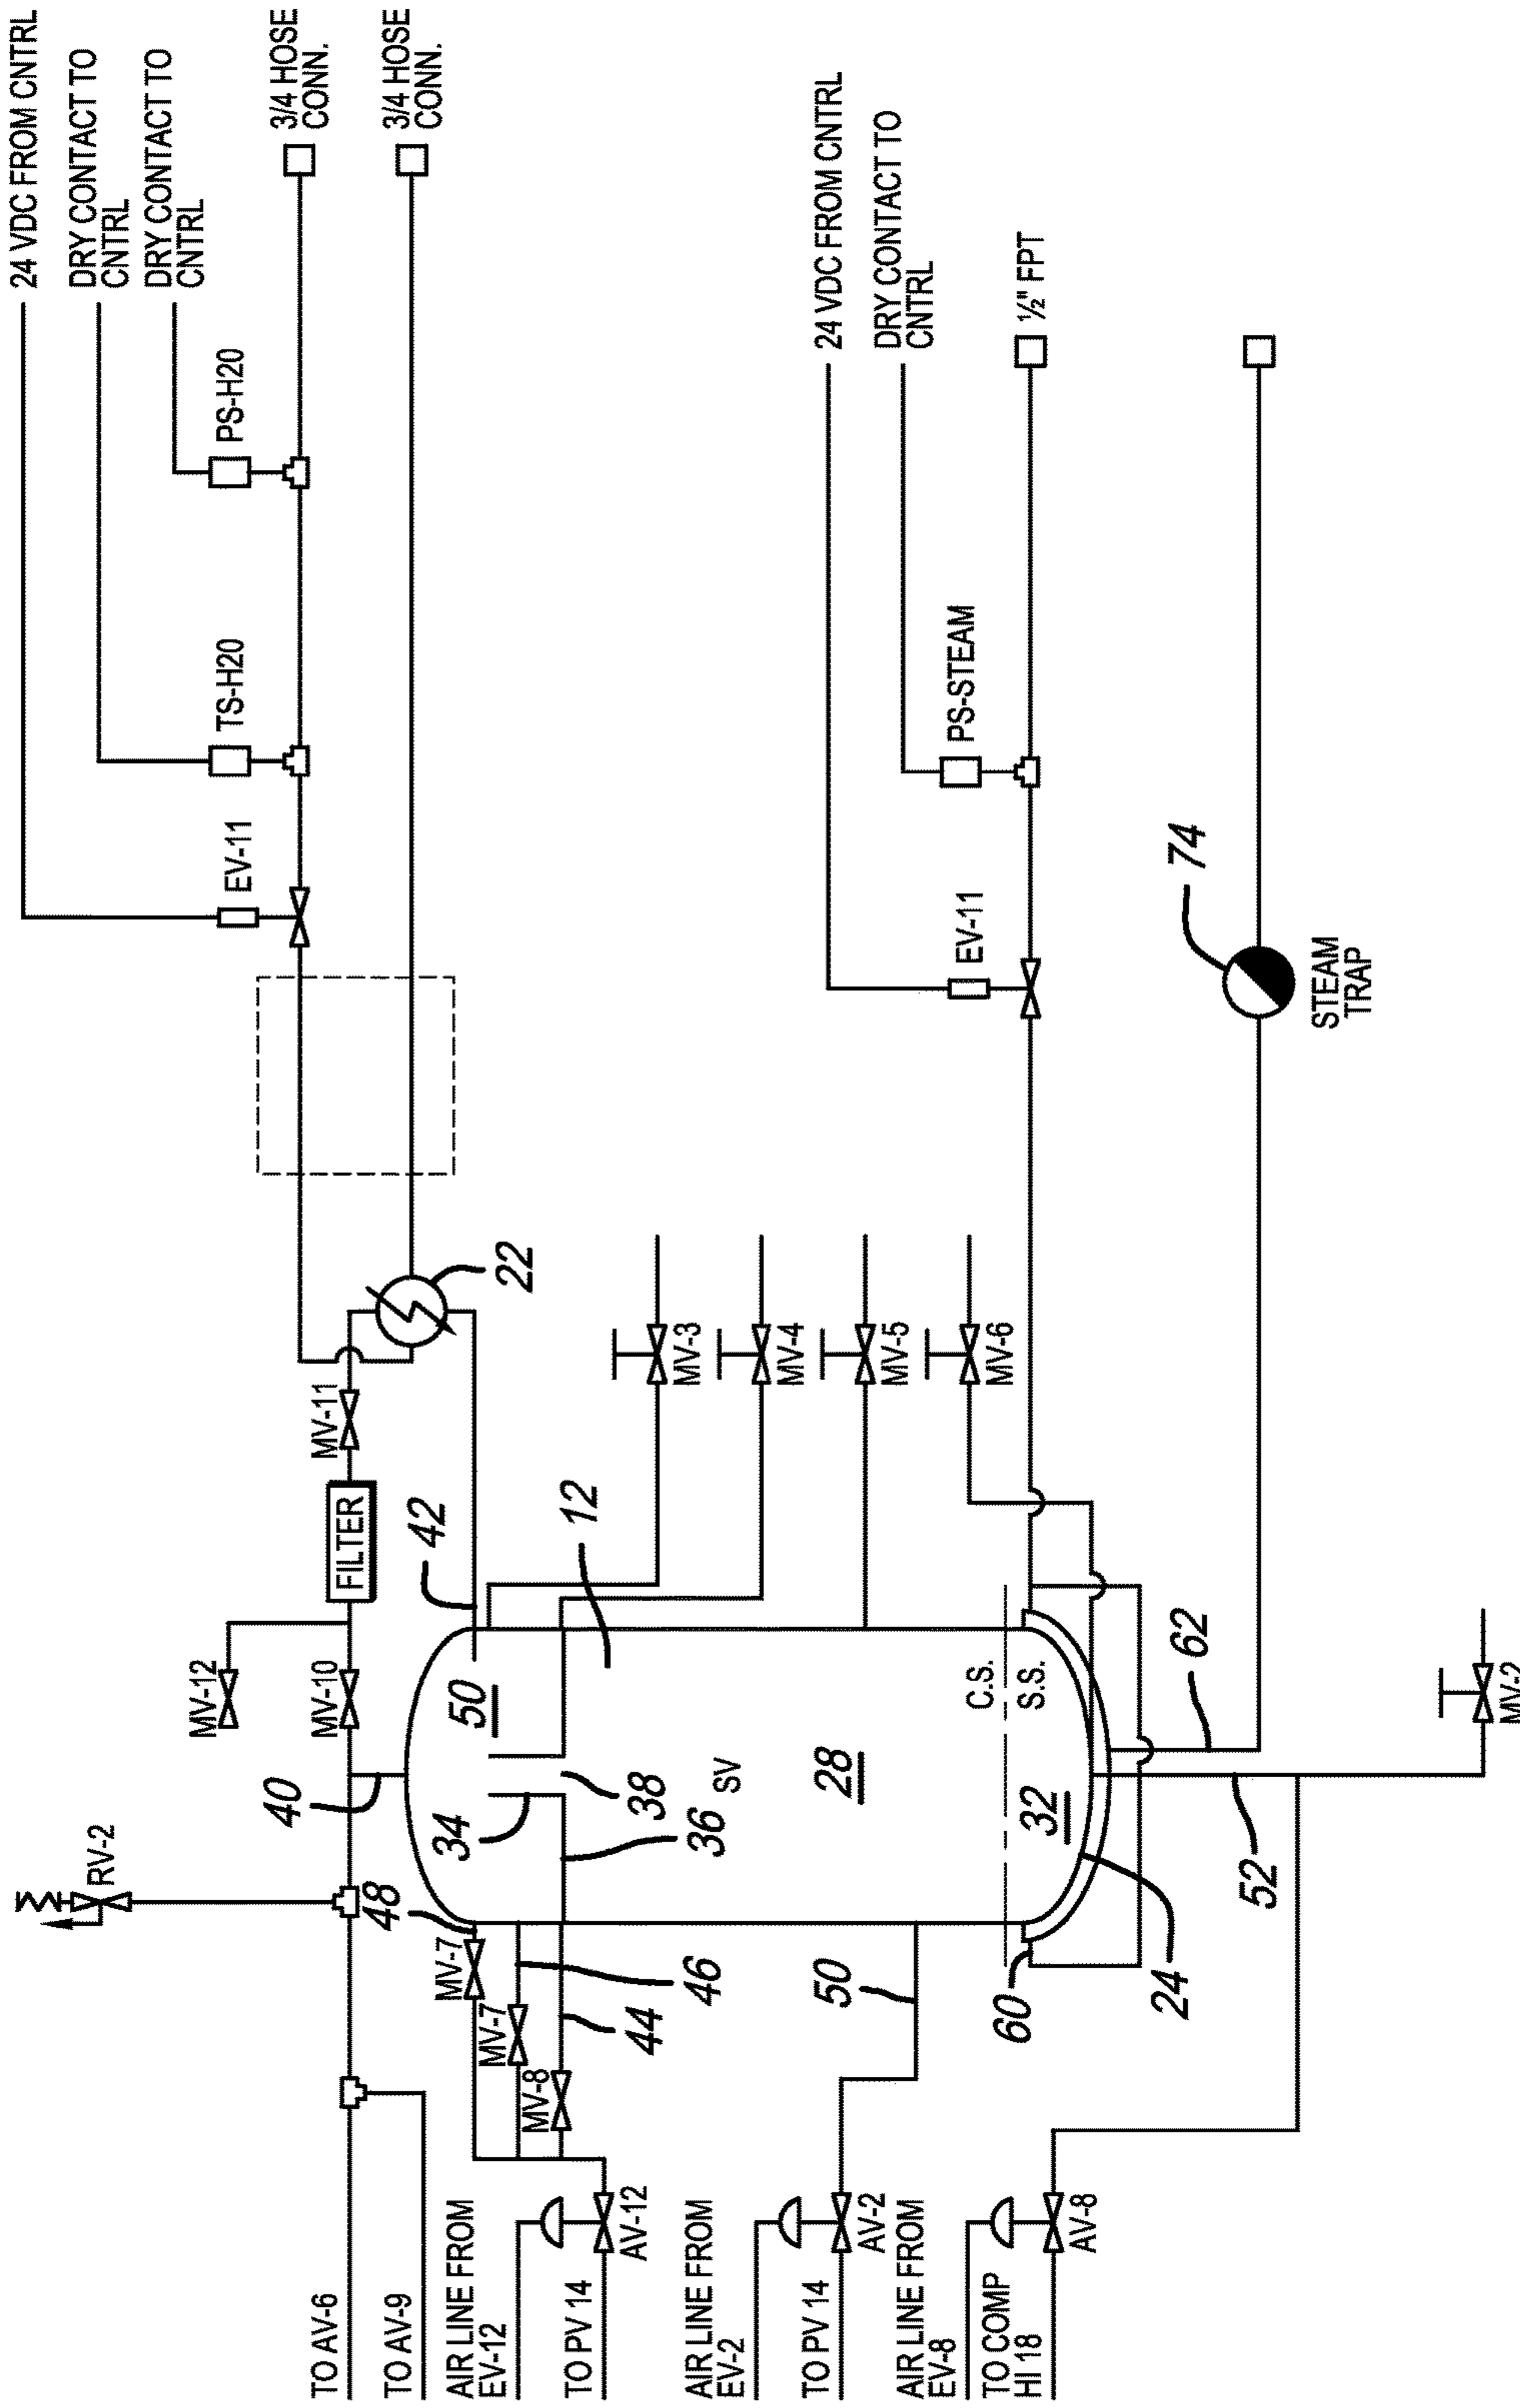 24 VDC FROM CNTRL
DRY CONTACT TO
CNTRL
DRY CONTACT TO
CNTRL
3/4 HOSE
CONN.
3/4 HOSE
CONN.
PS-H20
TS-H20
EV-11
22
MV-11
FILTER
MV-12
MV-10
42
12
40
RV-2
48
50
34
38
36
SV
28
MV-7
MV-7
MV-8
46
44
TO AV-6
TO AV-9
AIR LINE FROM
EV-12
TO PV 14
AV-12
MV-3
MV-4
MV-5
MV-6
24 VDC FROM CNTRL
DRY CONTACT TO
CNTRL
½" FPT
PS-STEAM
EV-11
74
STEAM
TRAP
C.S.
S.S.
32
62
52
MV-2
50
60
24
AIR LINE FROM
EV-2
TO PV 14
AV-2
AIR LINE FROM
EV-8
TO COMP
HI 18
AV-8